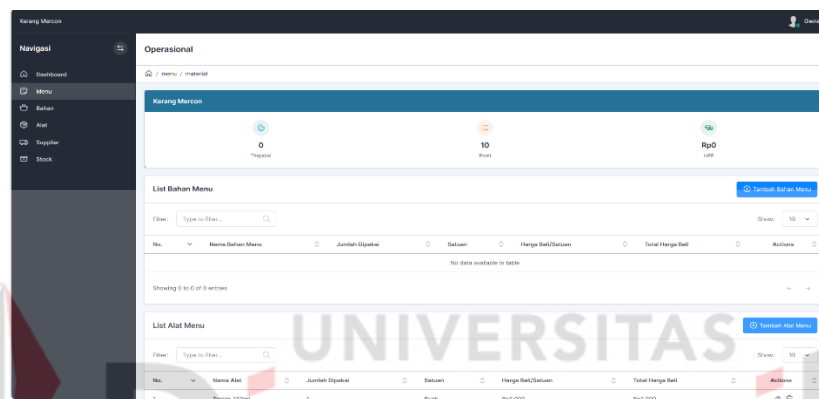 Kerang Mercon
Owner
Navigasi
Operasional
Dashboard
/ menu / material
Menu
Bahan
Alat
Supplier
Stock
Kerang Mercon
0
10
Rp0
Terpakai
List Bahan Menu
Tambah Bahan Menu
Filter: Type to filter...
Show: 10
No. Nama Bahan Menu Jumlah Dipakai Satuan Harga Beli/Satuan Total Harga Beli Actions
No data available in table
Showing 0 to 0 of 0 entries
List Alat Menu
Tambah Alat Menu
UNIVERSITAS
Filter: Type to filter...
Show: 10
No. Nama Alat Jumlah Dipakai Satuan Harga Beli/Satuan Total Harga Beli Actions